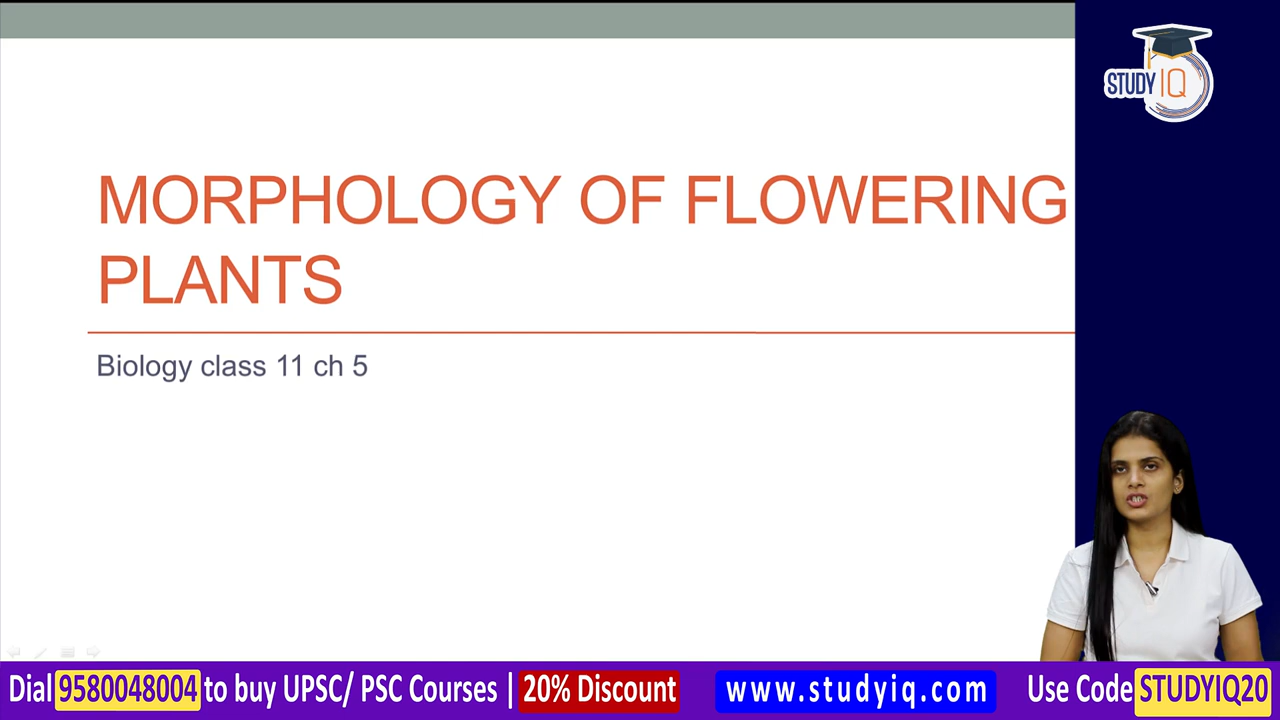 STUDY IQ
MORPHOLOGY OF FLOWERING
PLANTS
Biology class 11 ch 5
Dial 9580048004 to buy UPSC/ PSC Courses | 20% Discount www.studyiq.com Use Code STUDYIQ20